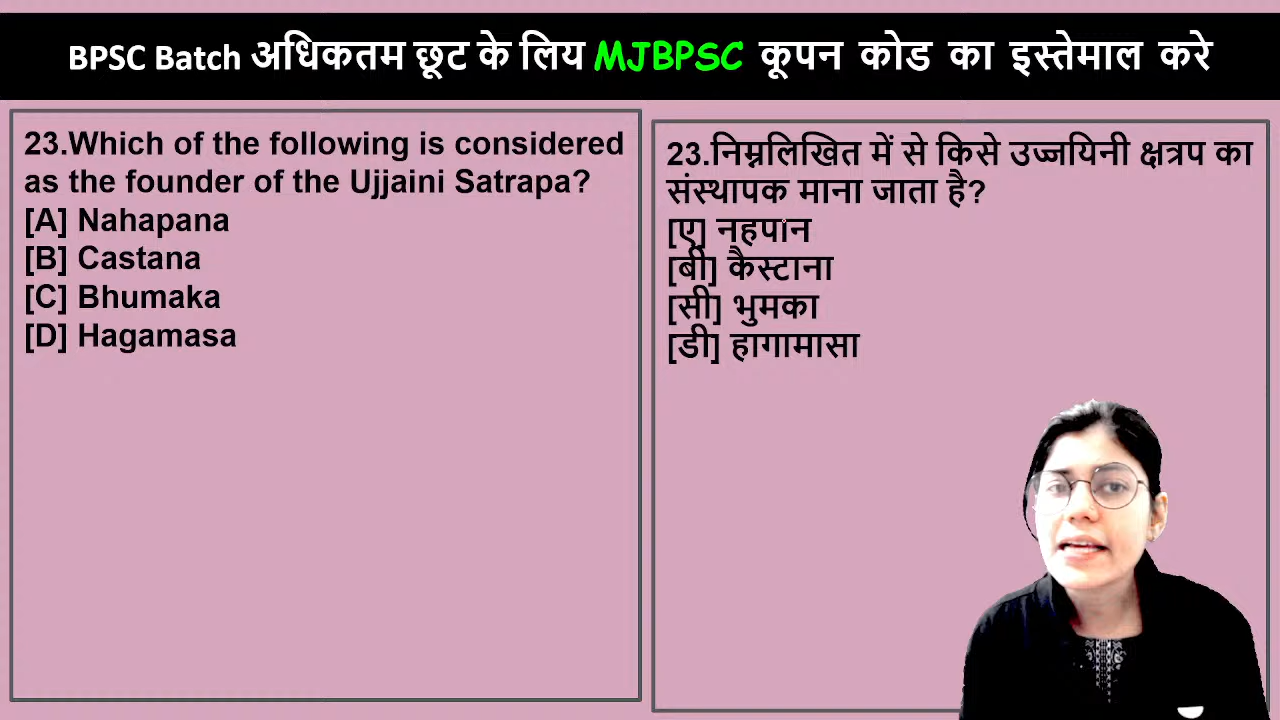 BPSC Batch अधिकतम छूट के लिय MJBPSC कूपन कोड का इस्तेमाल करे
23.Which of the following is considered
as the founder of the Ujjaini Satrapa?
[A] Nahapana
[B] Castana
[C] Bhumaka
[D] Hagamasa
23.निम्नलिखित में से किसे उज्जयिनी क्षत्रप का
संस्थापक माना जाता है?
[ए] नहपान
[बी] कैस्टाना
[सी] भुमका
[डी] हागामासा